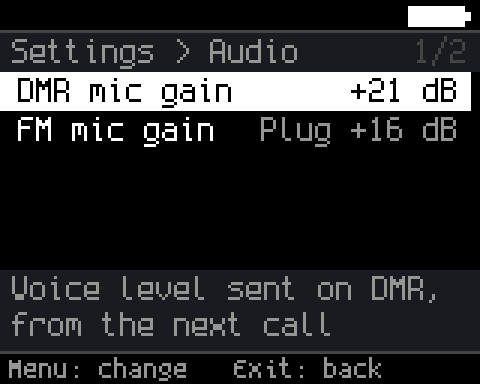 Settings > Audio 1/2
DMR mic gain +21 dB
FM mic gain Plug +16 dB
Voice level sent on DMR,
from the next call
Menu: change Exit: back